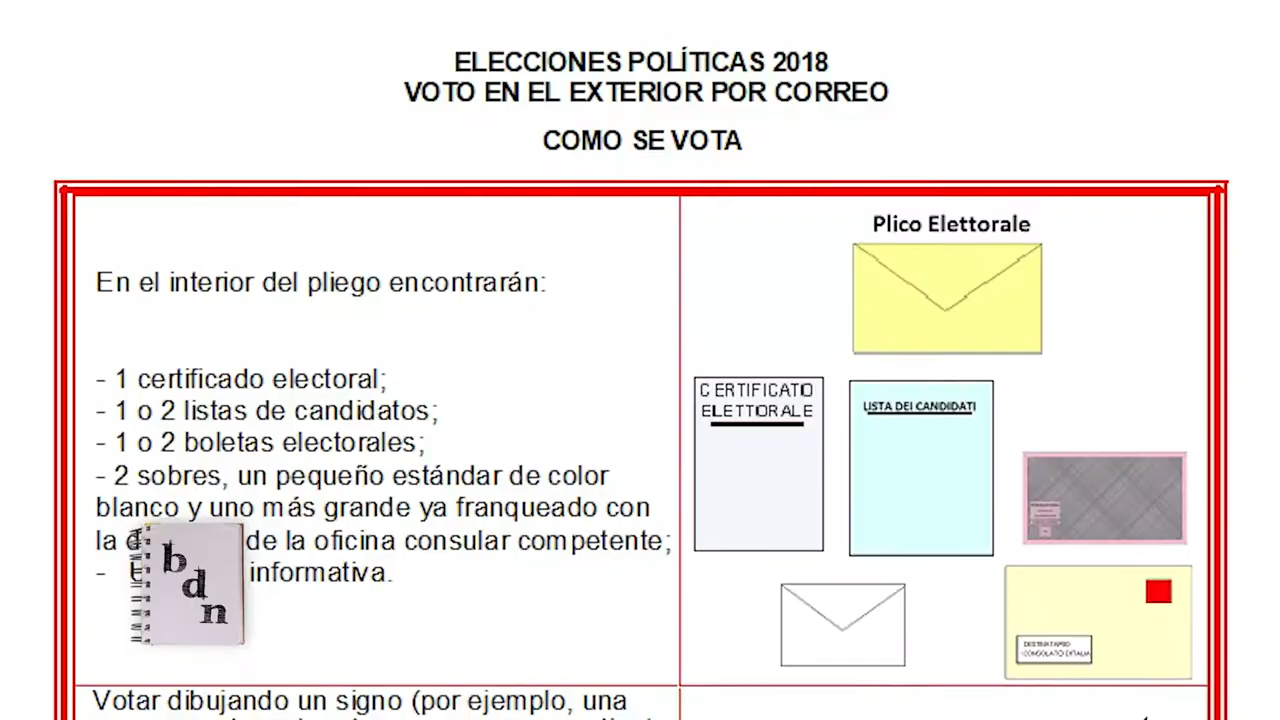 ELECCIONES POLÍTICAS 2018
VOTO EN EL EXTERIOR POR CORREO
COMO SE VOTA
En el interior del pliego encontrarán:
- 1 certificado electoral;
- 1 o 2 listas de candidatos;
- 1 o 2 boletas electorales;
- 2 sobres, un pequeño estándar de color
blanco y uno más grande ya franqueado con
la de la oficina consular competente;
- informativa.
bdn
Plico Elettorale
CERTIFICATO
ELETTORALE
LISTA DEI CANDIDATI
DESTINATARIO
CONSOLATO D'ITALIA
Votar dibujando un signo (por ejemplo, una